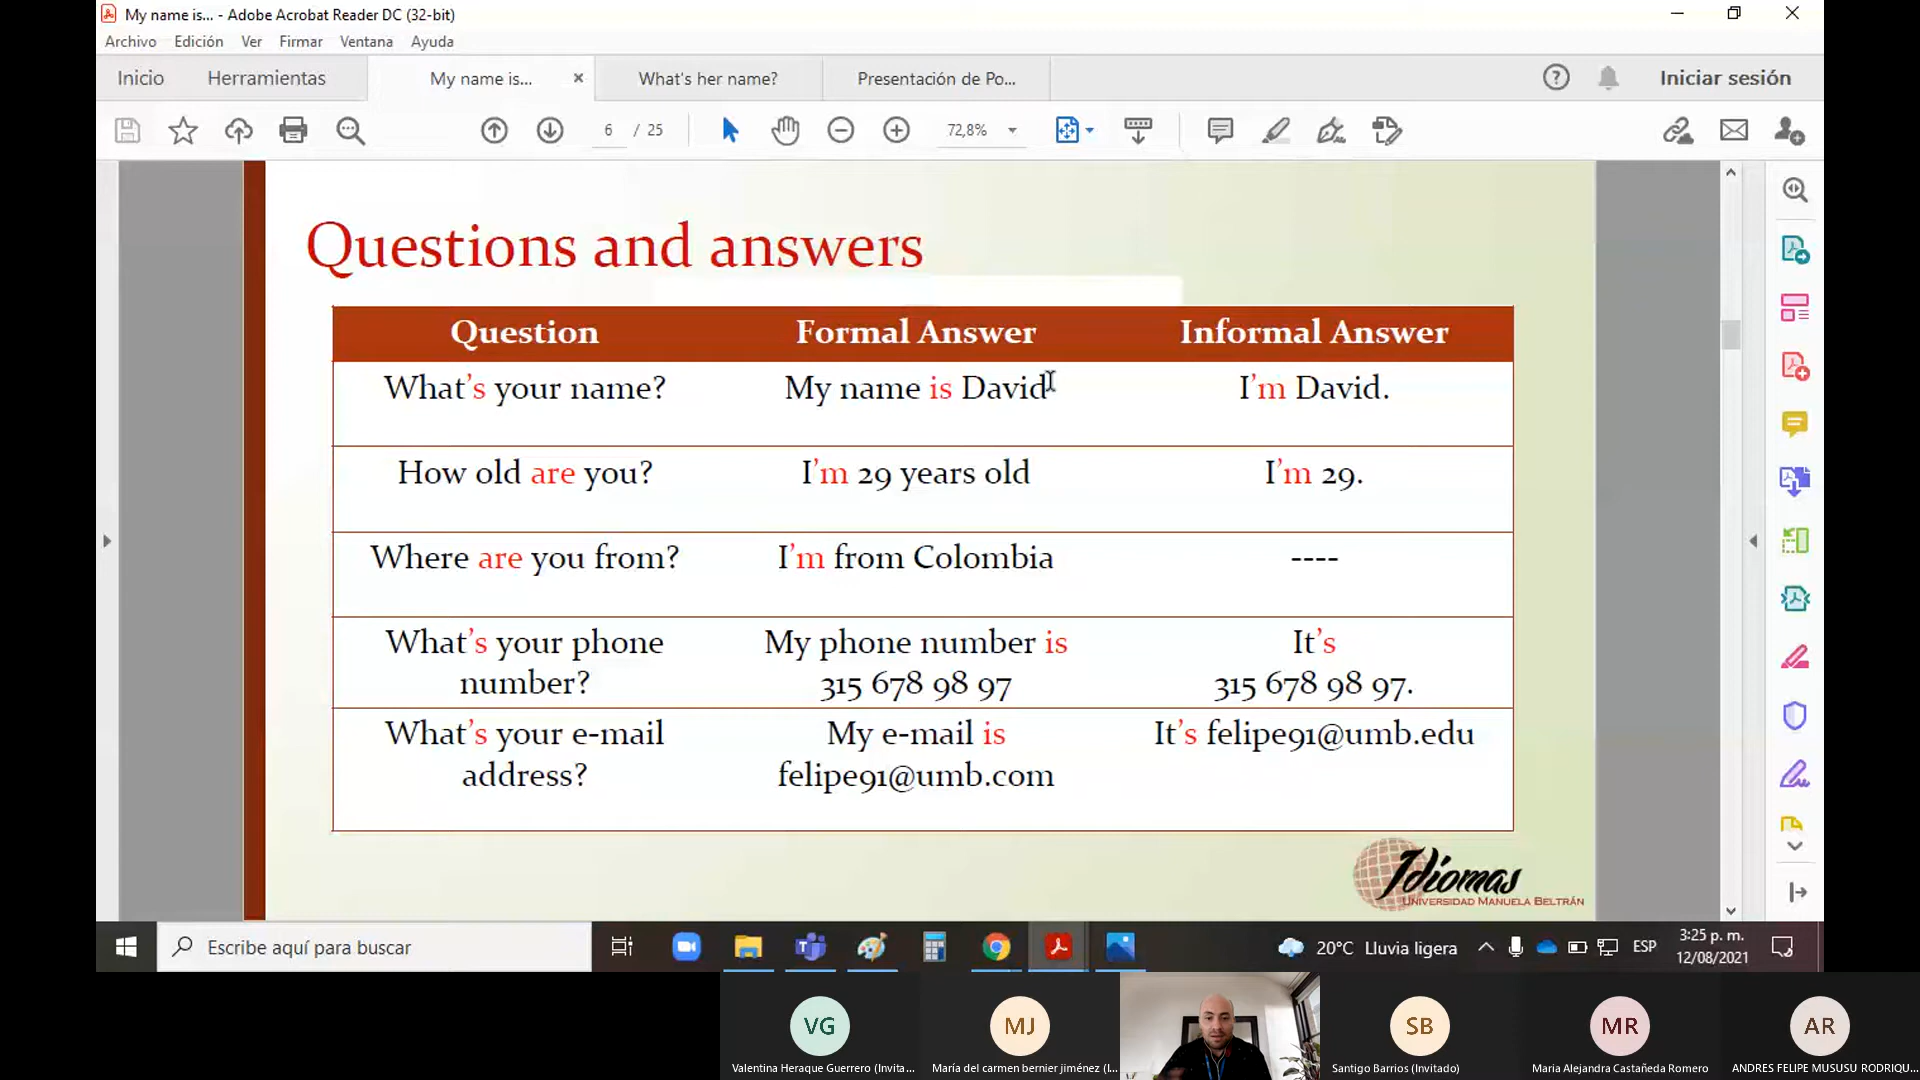 My name is... - Adobe Acrobat Reader DC (32-bit)
Archivo Edición Ver Firmar Ventana Ayuda
Inicio Herramientas My name is... What's her name? Presentación de Po... Iniciar sesión
6 / 25 72,8%
Questions and answers
Question Formal Answer Informal Answer
What's your name? My name is David I'm David.
How old are you? I'm 29 years old I'm 29.
Where are you from? I'm from Colombia ----
What's your phone My phone number is It's
number? 315 678 98 97 315 678 98 97.
What's your e-mail My e-mail is It's felipe91@umb.edu
address? felipe91@umb.com
Idiomas
UNIVERSIDAD MANUELA BELTRÁN
Escribe aquí para buscar 20°C Lluvia ligera ESP 3:25 p. m.
12/08/2021
VG MJ SB MR AR
Valentina Heraque Guerrero (Invita... María del carmen bernier jiménez (I... Santigo Barrios (Invitado) Maria Alejandra Castañeda Romero ANDRES FELIPE MUSUSU RODRIQU...